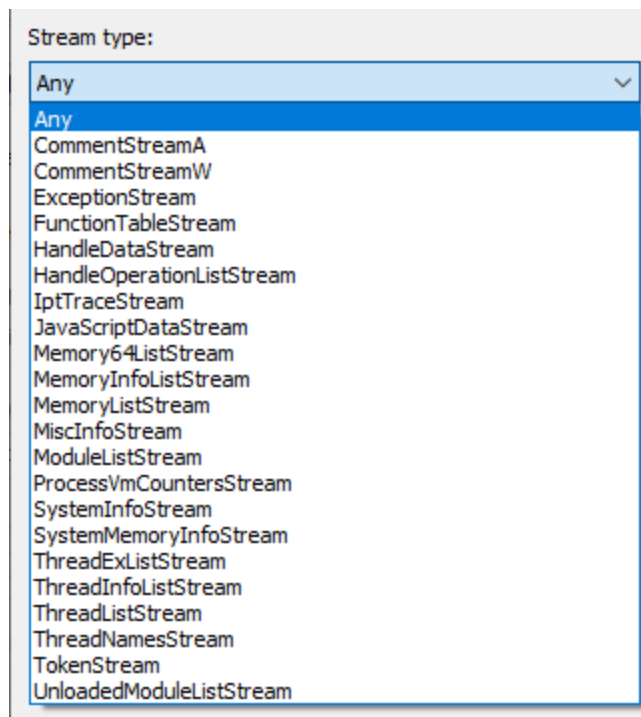 Stream type:
Any
Any
CommentStreamA
CommentStreamW
ExceptionStream
FunctionTableStream
HandleDataStream
HandleOperationListStream
IptTraceStream
JavaScriptDataStream
Memory64ListStream
MemoryInfoListStream
MemoryListStream
MiscInfoStream
ModuleListStream
ProcessVmCountersStream
SystemInfoStream
SystemMemoryInfoStream
ThreadExListStream
ThreadInfoListStream
ThreadListStream
ThreadNamesStream
TokenStream
UnloadedModuleListStream